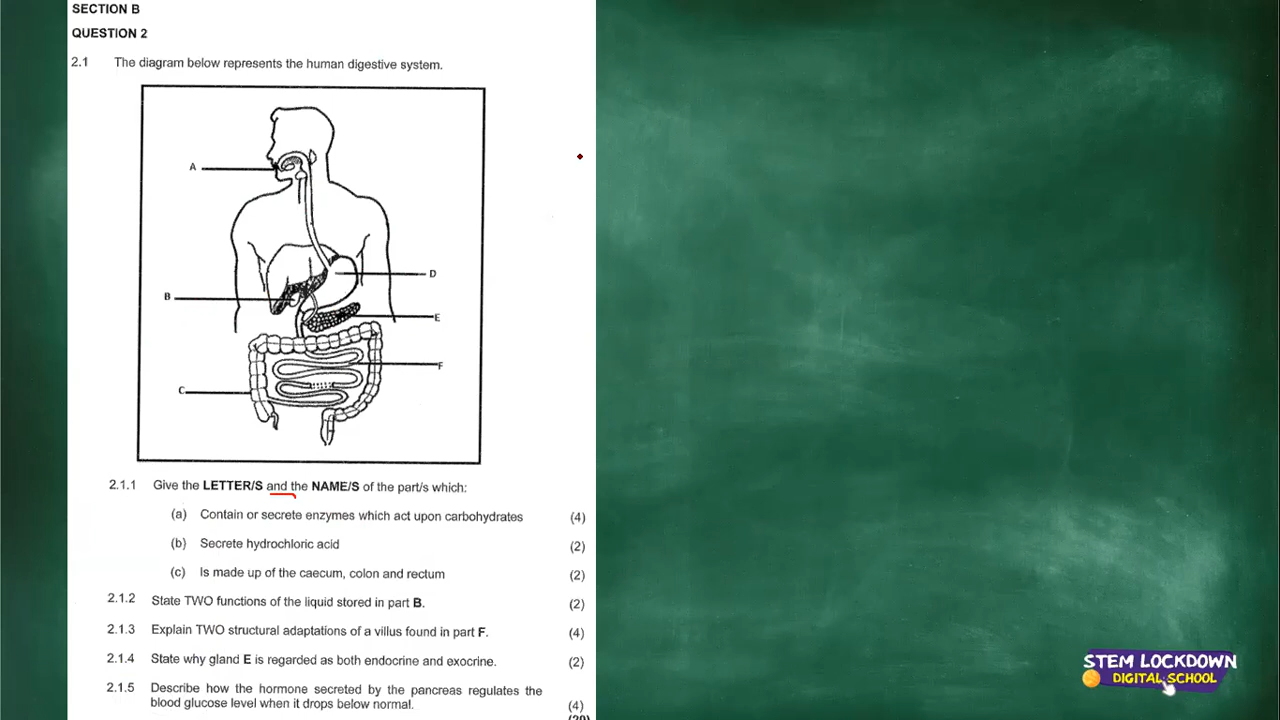 SECTION B
QUESTION 2
2.1 The diagram below represents the human digestive system.
A
D
B
E
F
C
2.1.1 Give the LETTER/S and the NAME/S of the part/s which:
(a) Contain or secrete enzymes which act upon carbohydrates (4)
(b) Secrete hydrochloric acid (2)
(c) Is made up of the caecum, colon and rectum (2)
2.1.2 State TWO functions of the liquid stored in part B. (2)
2.1.3 Explain TWO structural adaptations of a villus found in part F. (4)
2.1.4 State why gland E is regarded as both endocrine and exocrine. (2)
2.1.5 Describe how the hormone secreted by the pancreas regulates the
blood glucose level when it drops below normal. (4)
(20)
STEM LOCKDOWN
DIGITAL SCHOOL